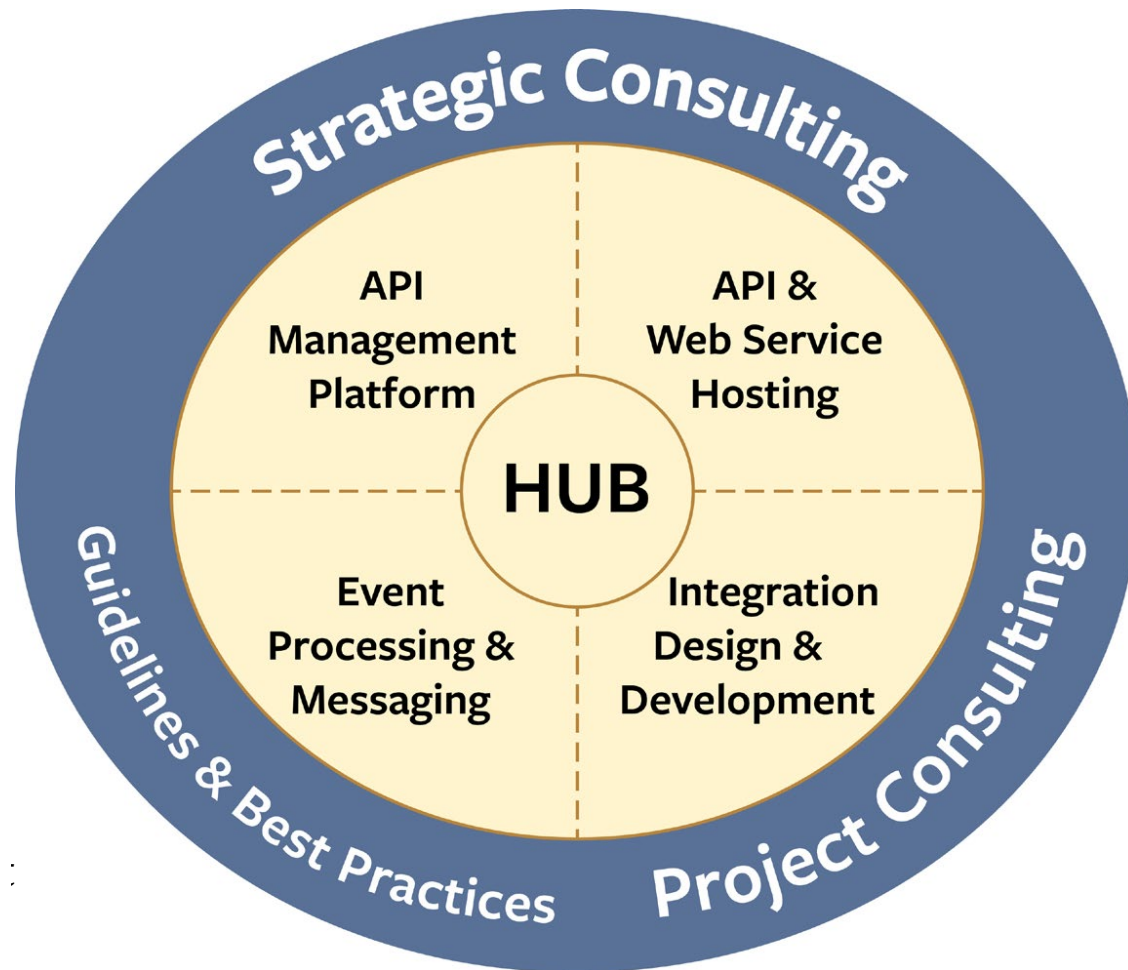 Strategic Consulting
API
Management
Platform
API &
Web Service
Hosting
HUB
Event
Processing &
Messaging
Integration
Design &
Development
Guidelines & Best Practices
Project Consulting